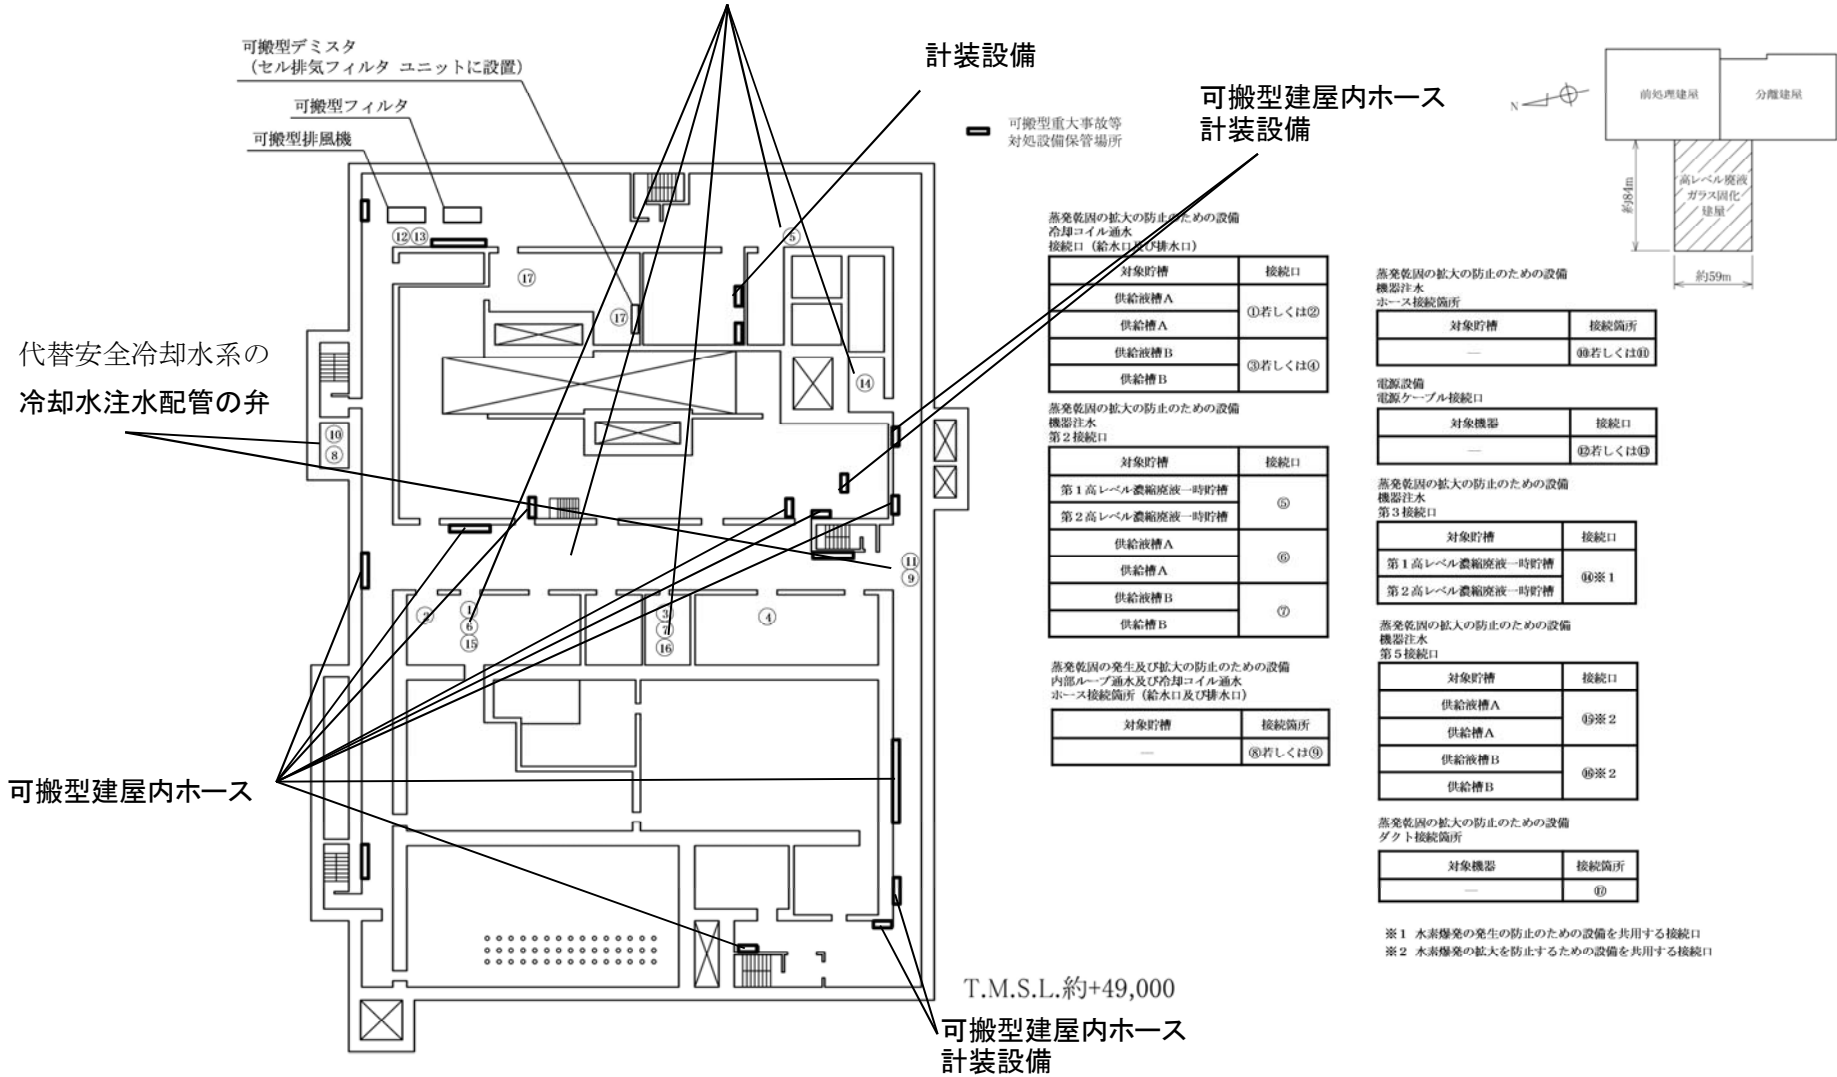 可搬型デミスタ
(セル排気フィルタ ユニットに設置)
可搬型フィルタ
可搬型排風機
計装設備
可搬型建屋内ホース
計装設備
可搬型重大事故等
対処設備保管場所
N
前処理建屋
分離建屋
高レベル廃液
ガラス固化
建屋
約84m
約59m
代替安全冷却水系の
冷却水注水配管の弁
可搬型建屋内ホース
⑫⑬
⑰
⑰
⑤
⑭
⑩
⑧
⑪
⑨
②
①
⑥
⑮
③
⑦
⑯
④
T.M.S.L.約+49,000
可搬型建屋内ホース
計装設備
蒸発乾固の拡大の防止のための設備
冷却コイル通水
接続口(給水口及び排水口)
対象貯槽 接続口
供給液槽A ①若しくは②
供給槽A
供給液槽B ③若しくは④
供給槽B
蒸発乾固の拡大の防止のための設備
機器注水
第2接続口
対象貯槽 接続口
第1高レベル濃縮廃液一時貯槽 ⑤
第2高レベル濃縮廃液一時貯槽
供給液槽A ⑥
供給槽A
供給液槽B ⑦
供給槽B
蒸発乾固の発生及び拡大の防止のための設備
内部ループ通水及び冷却コイル通水
ホース接続箇所(給水口及び排水口)
対象貯槽 接続箇所
― ⑧若しくは⑨
蒸発乾固の拡大の防止のための設備
機器注水
ホース接続箇所
対象貯槽 接続箇所
― ⑩若しくは⑪
電源設備
電源ケーブル接続口
対象機器 接続口
― ⑫若しくは⑬
蒸発乾固の拡大の防止のための設備
機器注水
第3接続口
対象貯槽 接続口
第1高レベル濃縮廃液一時貯槽 ⑭※1
第2高レベル濃縮廃液一時貯槽
蒸発乾固の拡大の防止のための設備
機器注水
第5接続口
対象貯槽 接続口
供給液槽A ⑮※2
供給槽A
供給液槽B ⑯※2
供給槽B
蒸発乾固の拡大の防止のための設備
ダクト接続箇所
対象機器 接続箇所
― ⑰
※1 水素爆発の発生の防止のための設備を共用する接続口
※2 水素爆発の拡大を防止するための設備を共用する接続口